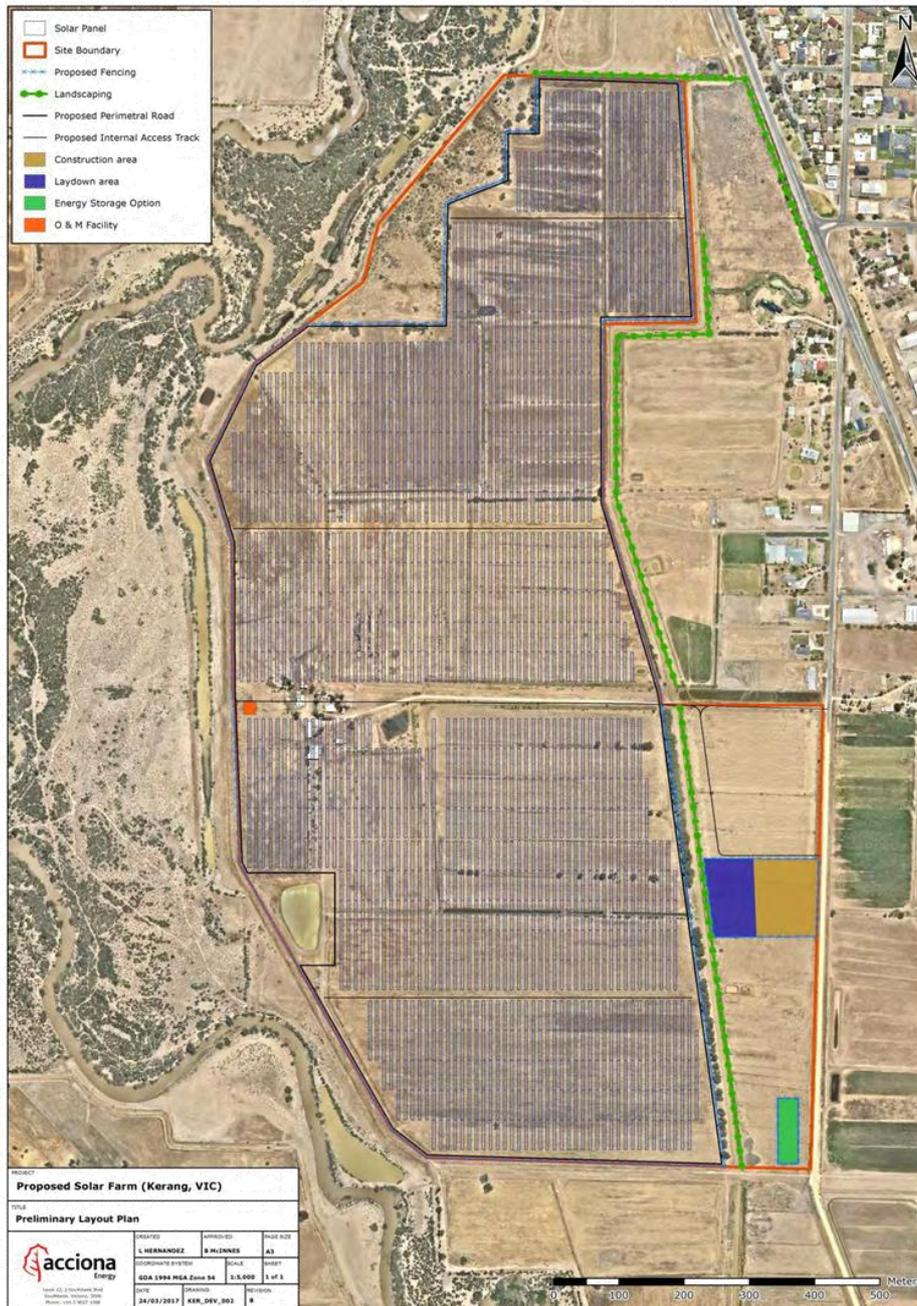 Solar Panel
Site Boundary
Proposed Fencing
Landscaping
Proposed Perimetral Road
Proposed Internal Access Track
Construction area
Laydown area
Energy Storage Option
O & M Facility
N
PROJECT
Proposed Solar Farm (Kerang, VIC)
TITLE
Preliminary Layout Plan
acciona
Energy
CREATED
L HERNANDEZ
APPROVED
B McINNES
PAGE SIZE
A3
COORDINATE SYSTEM
GDA 1994 MGA Zone 54
SCALE
1:5,000
SHEET
1 of 1
DATE
24/03/2017
DRAWING
KER_DEV_002
REVISION
0 100 200 300 400 500
Meter